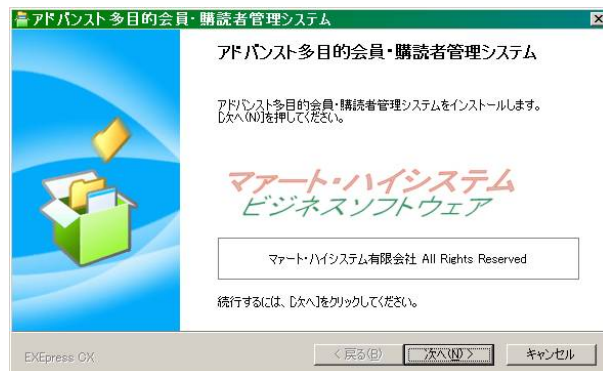 アドバンスト多目的会員・購読者管理システム
アドバンスト多目的会員・購読者管理システム
アドバンスト多目的会員・購読者管理システムをインストールします。
[次へ(N)]を押してください。
マァート・ハイシステム
ビジネスソフトウェア
マァート・ハイシステム有限会社 All Rights Reserved
続行するには、[次へ]をクリックしてください。
EXEpress CX
< 戻る(B)
次へ(N) >
キャンセル